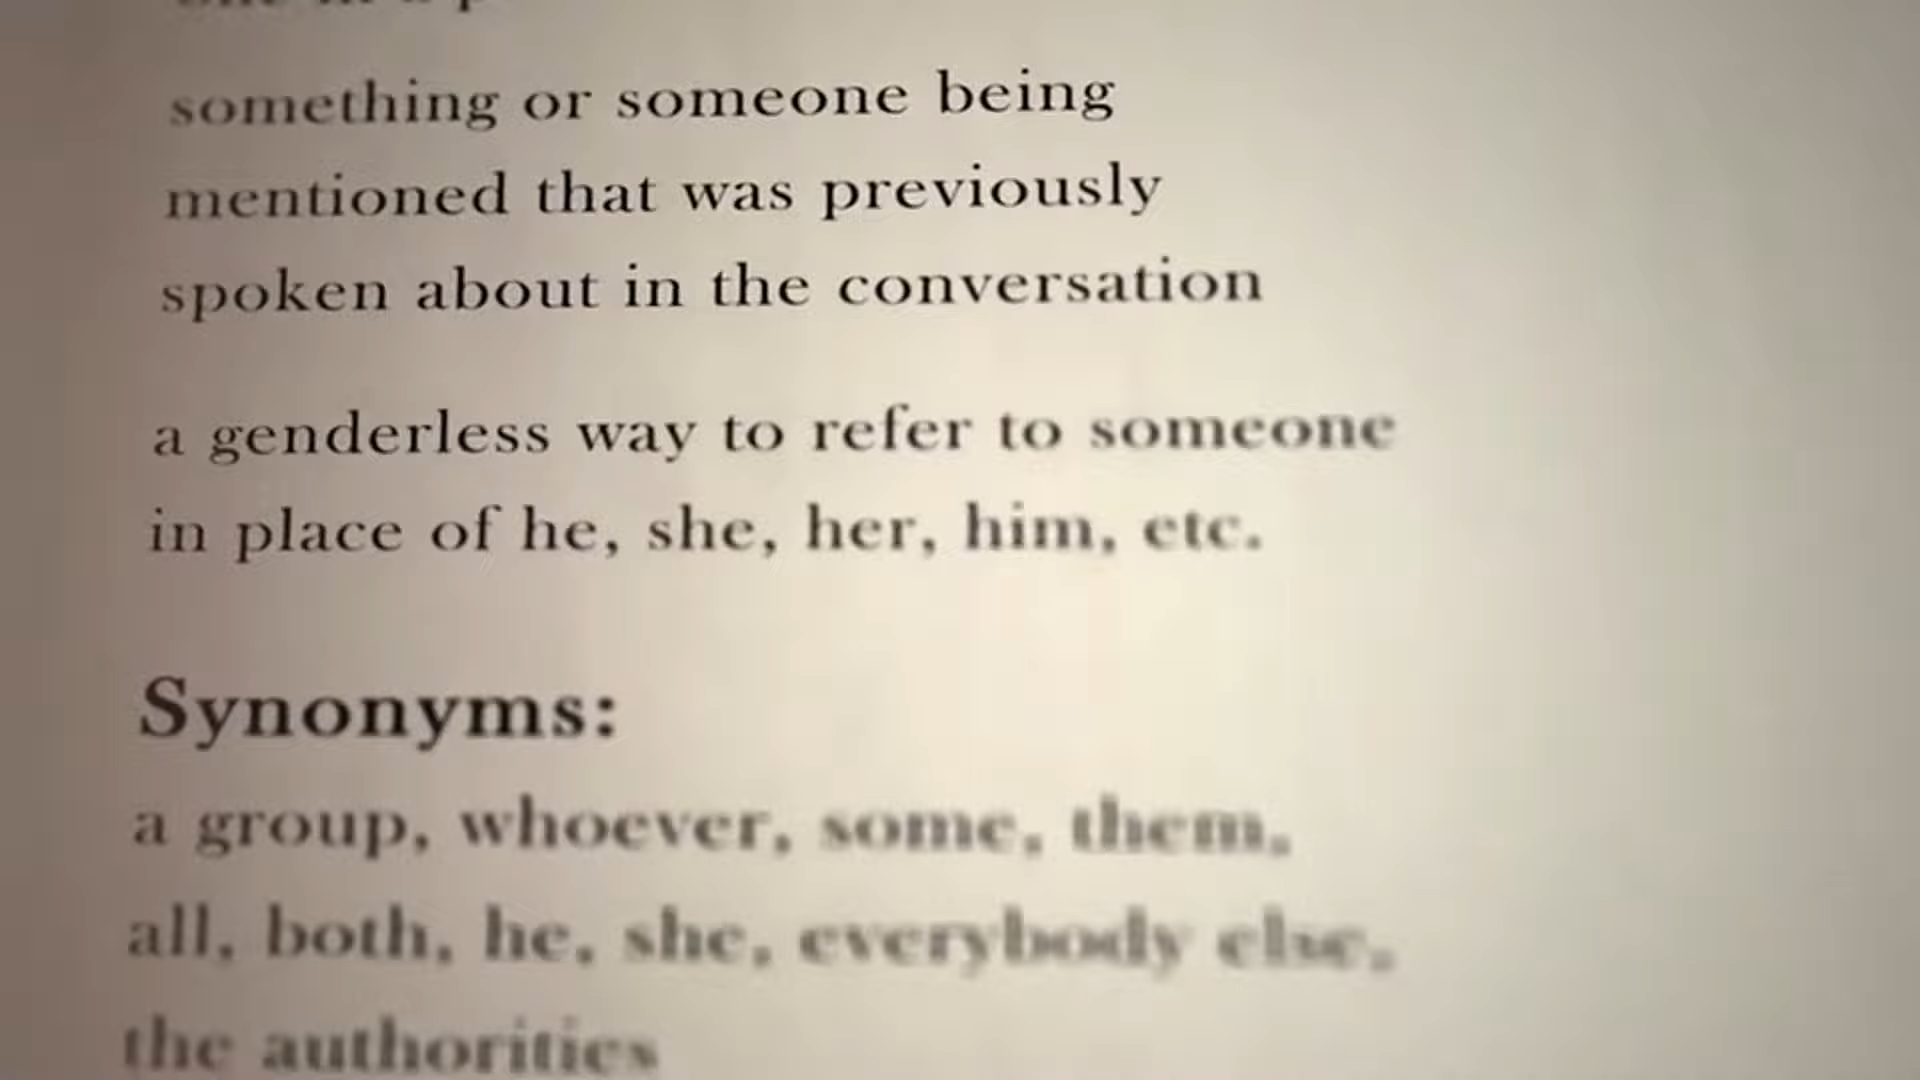 something or someone being
mentioned that was previously
spoken about in the conversation
a genderless way to refer to someone
in place of he, she, her, him, etc.
Synonyms:
a group, whoever, some, them,
all, both, he, she, everybody else,
the authorities